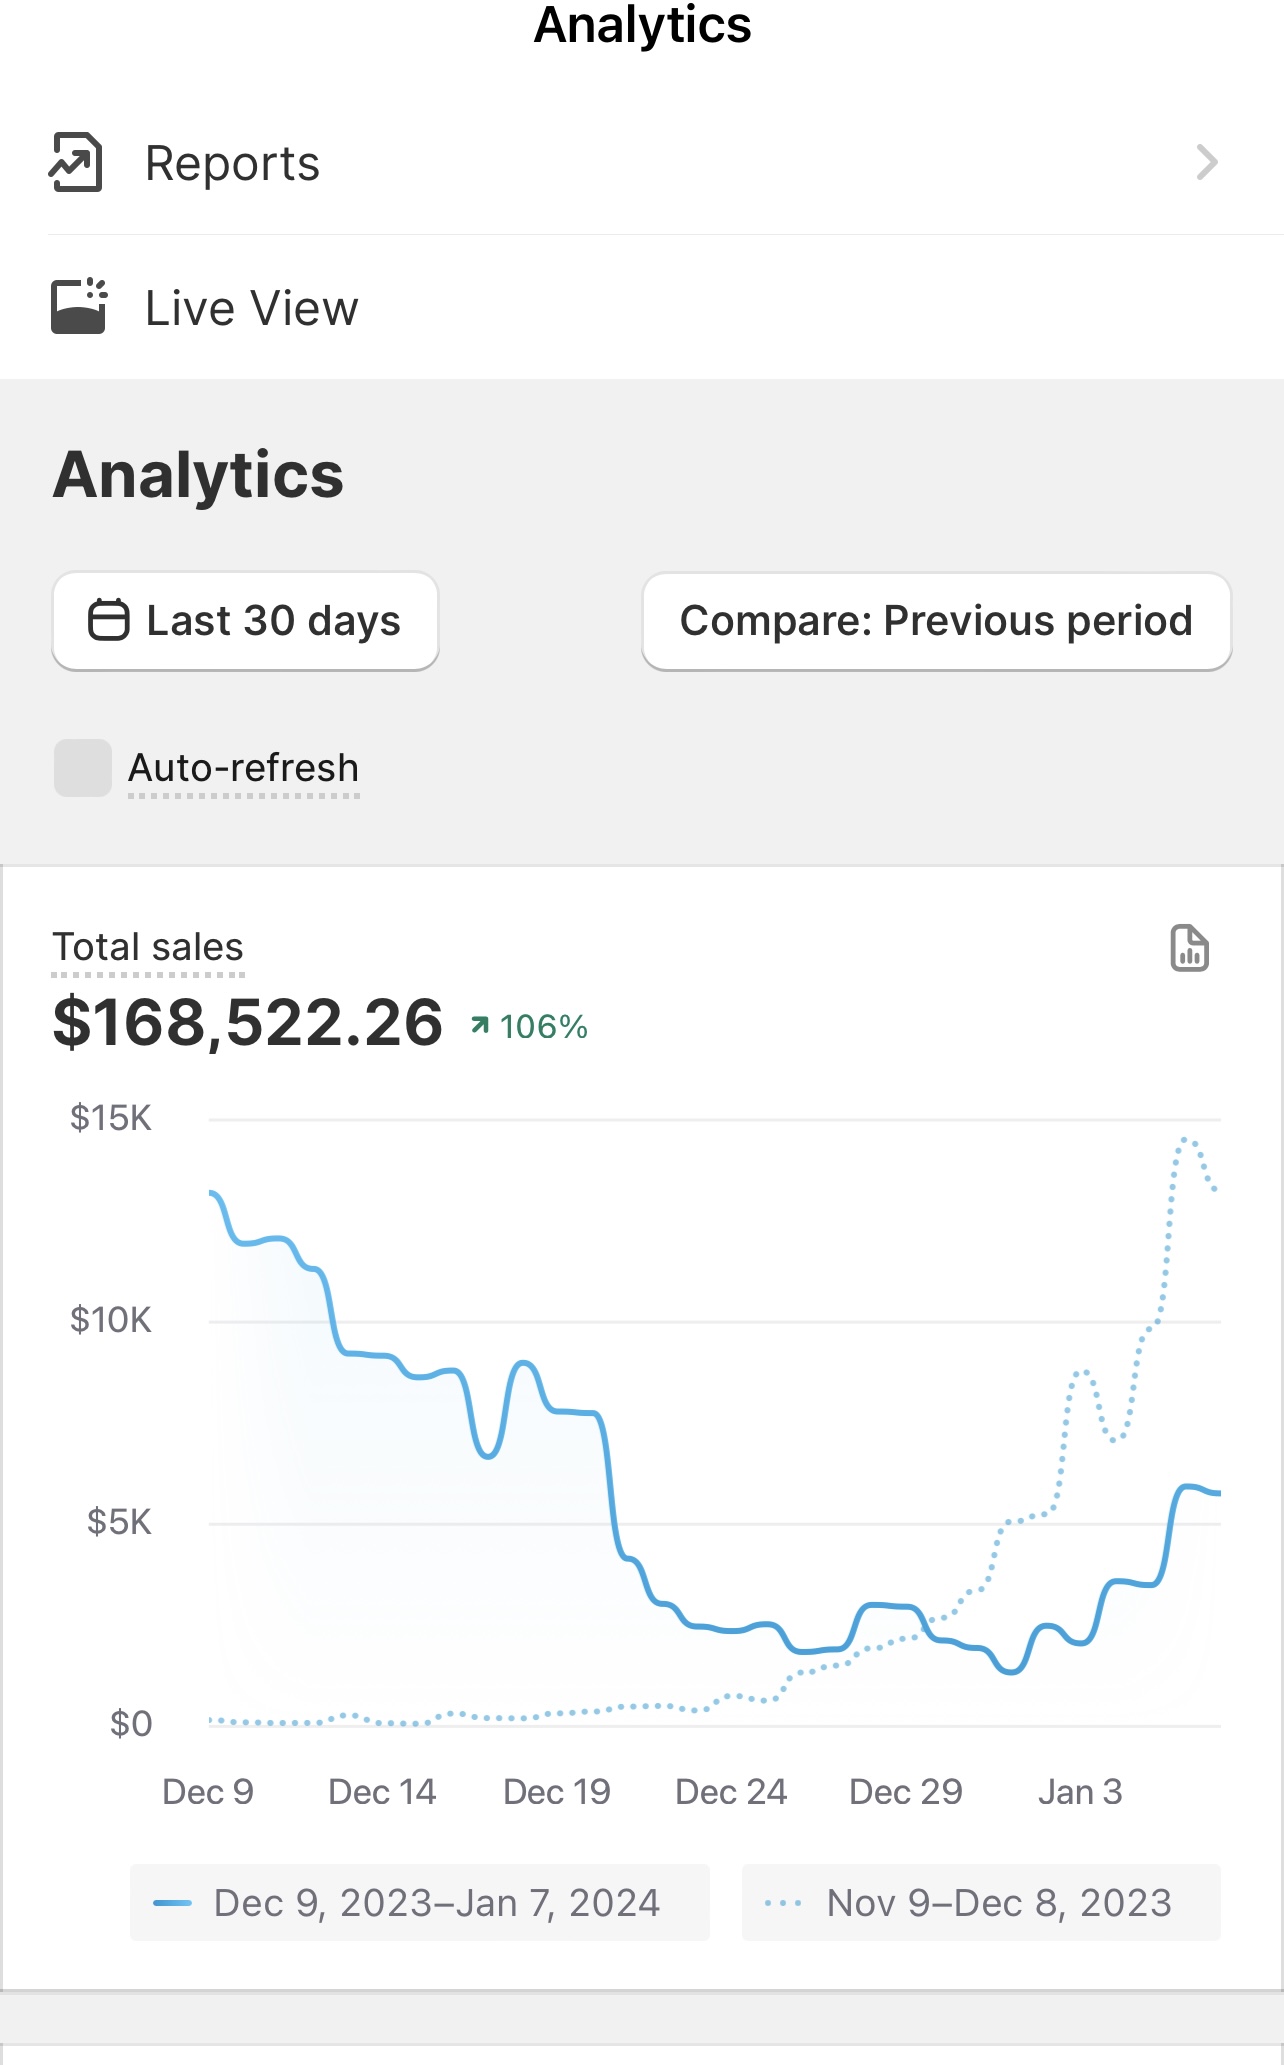 Analytics
Reports
Live View
Analytics
Last 30 days
Compare: Previous period
Auto-refresh
Total sales
$168,522.26 106%
$15K
$10K
$5K
$0
Dec 9 Dec 14 Dec 19 Dec 24 Dec 29 Jan 3
Dec 9, 2023–Jan 7, 2024
Nov 9–Dec 8, 2023